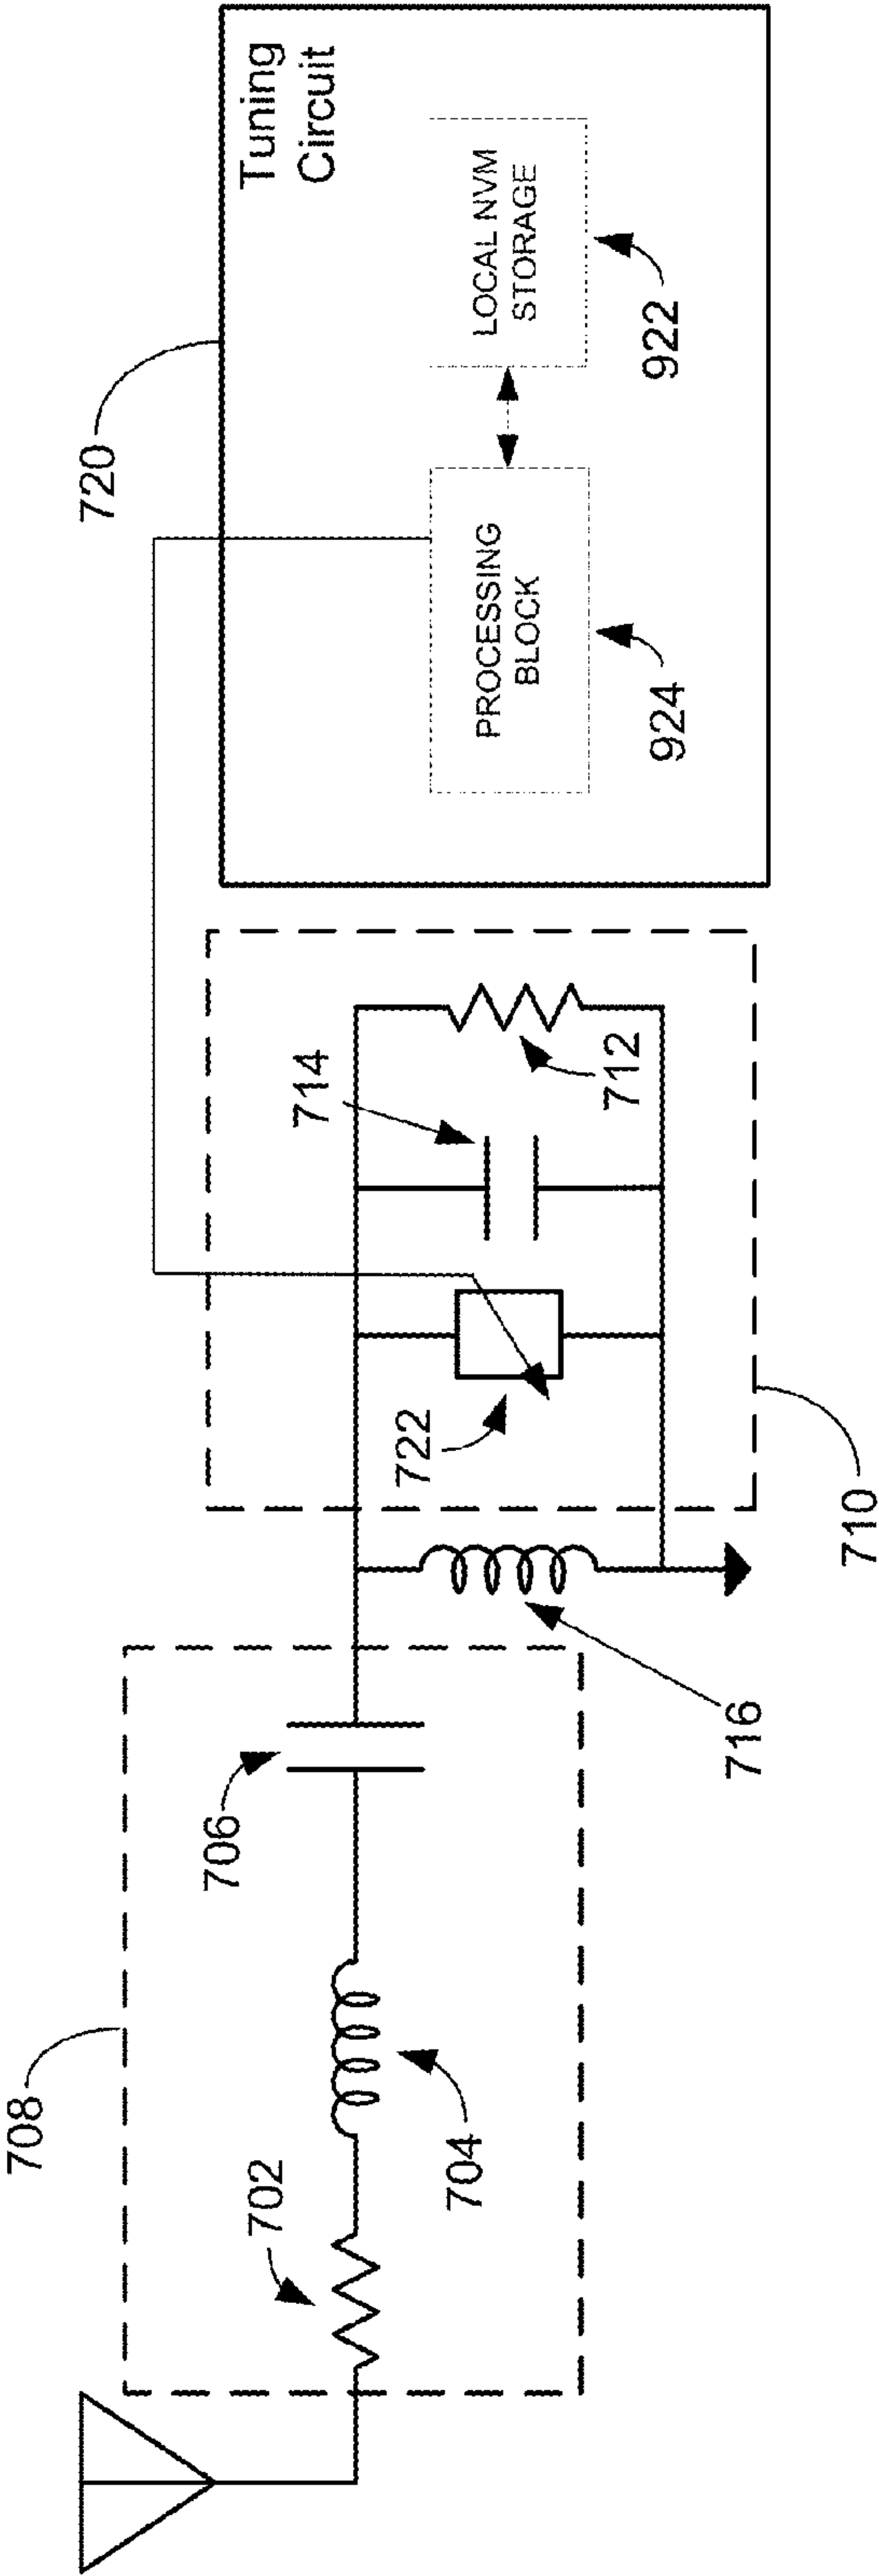 708
702
704
706
716
722
714
712
710
720
Tuning
Circuit
PROCESSING
BLOCK
LOCAL NVM
STORAGE
924
922